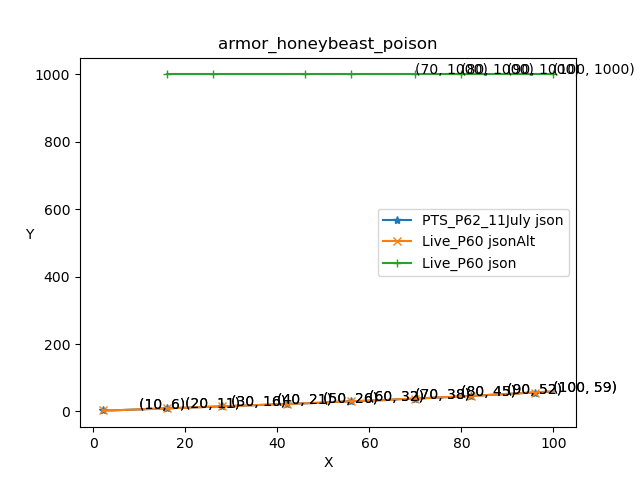 armor_honeybeast_poison
1000
(70, 1000)
(80, 1000)
(90, 1000)
(100, 1000)
800
600
PTS_P62_11July json
Live_P60 jsonAlt
Live_P60 json
Y
400
200
0
(10, 6)
(20, 11)
(30, 16)
(40, 21)
(50, 26)
(60, 32)
(70, 38)
(80, 45)
(90, 52)
(100, 59)
0 20 40 60 80 100
X